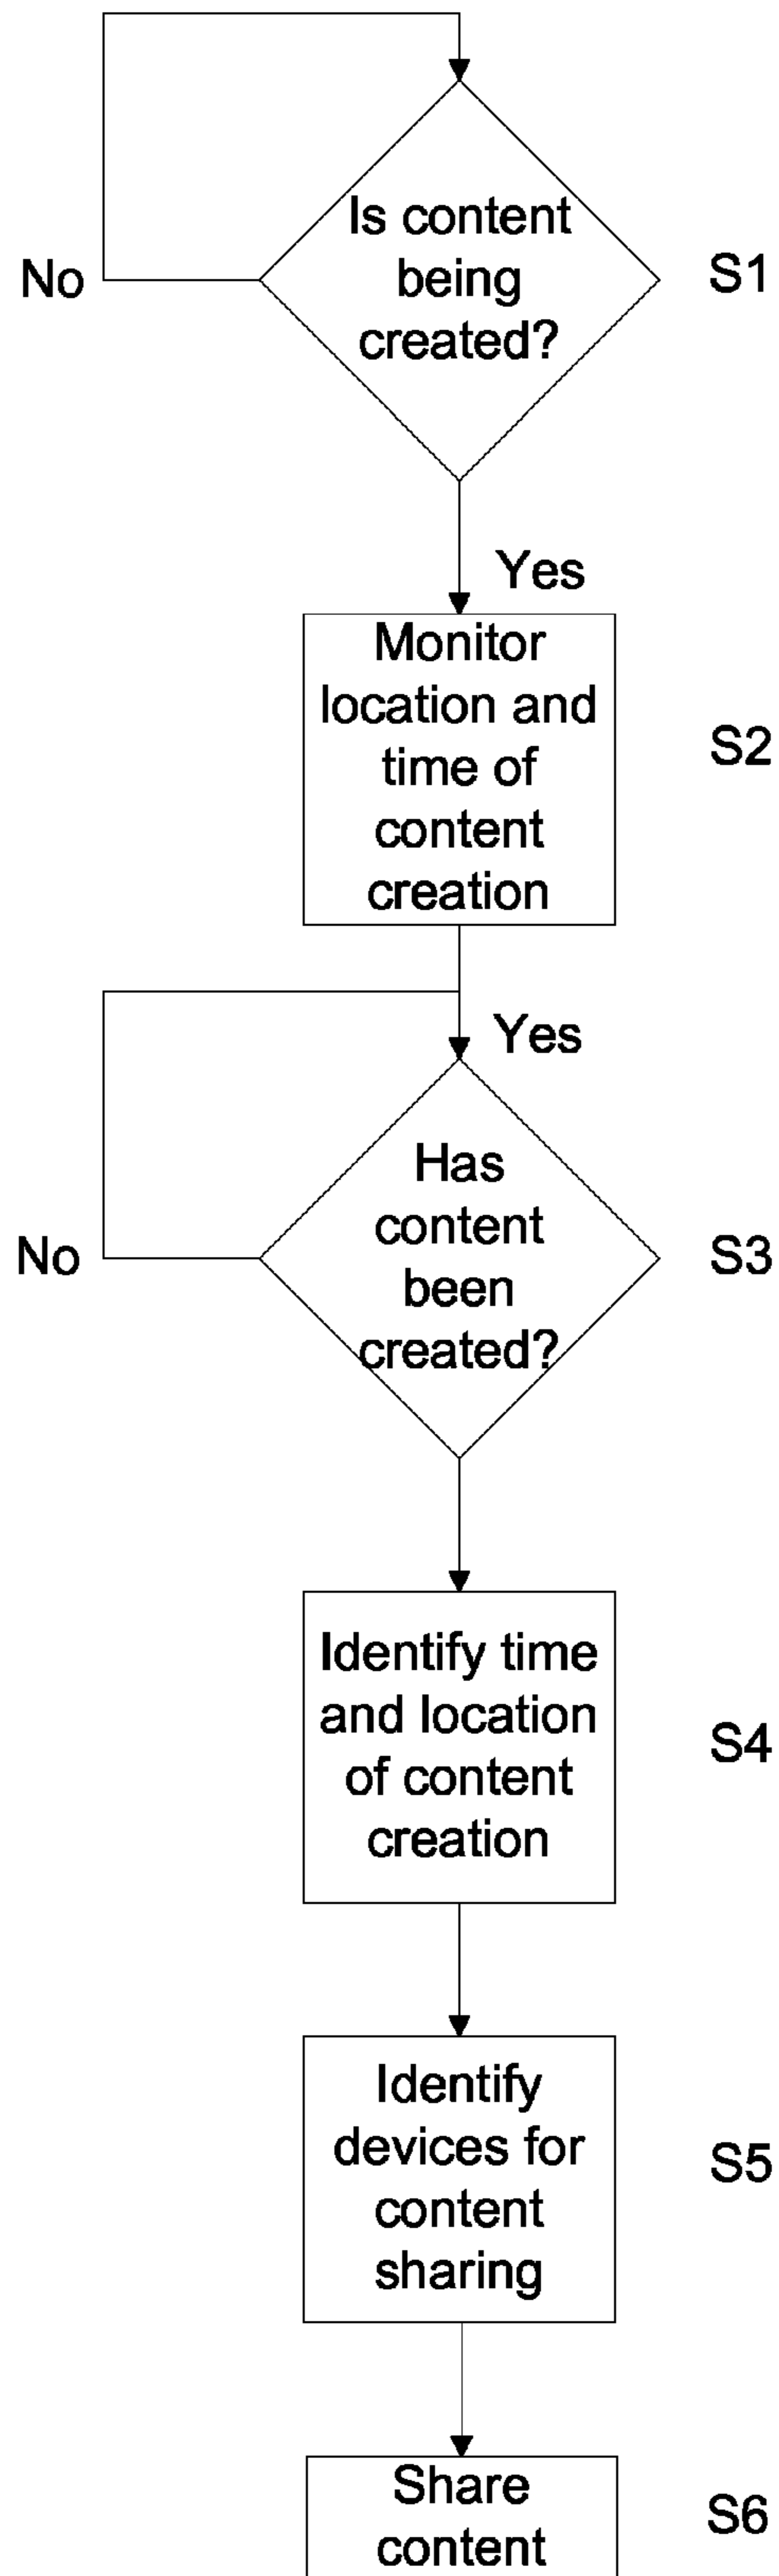 Is content
being
created?
No
S1
Yes
Monitor
location and
time of
content
creation
S2
Yes
Has
content
been
created?
No
S3
Identify time
and location
of content
creation
S4
Identify
devices for
content
sharing
S5
Share
content
S6